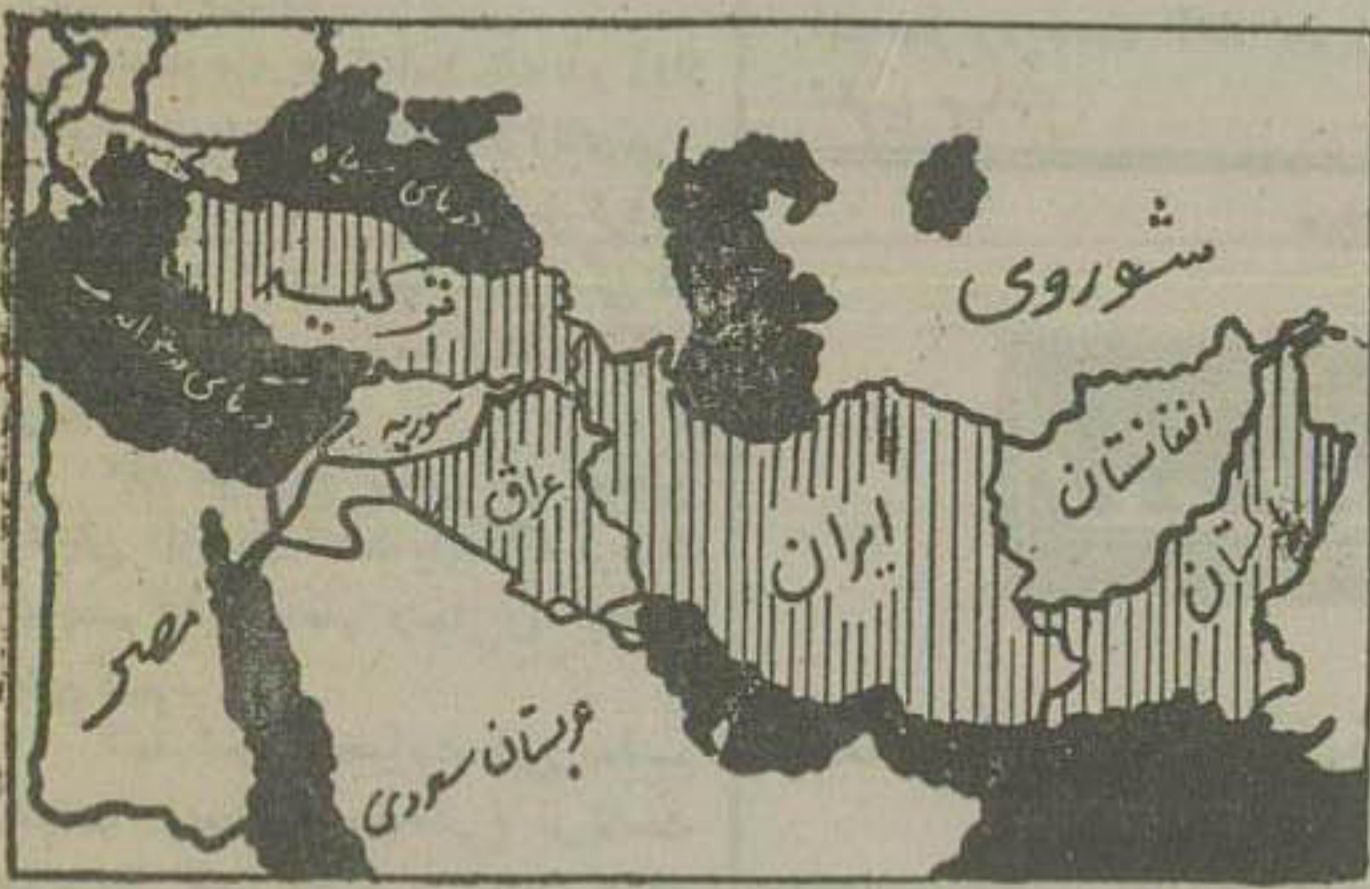 دریای سیاه
شوروی
ترکیه
دریای مدیترانه
سوریه
افغانستان
عراق
ایران
پاکستان
مصر
عربستان سعودی